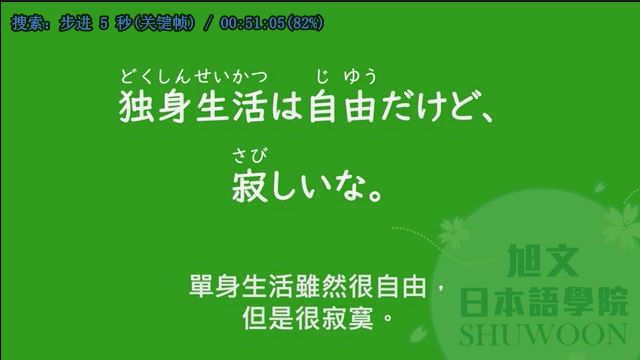 搜索: 步进 5 秒(关键帧) / 00:51:05(82%)
どくしんせいかつ じゆう
独身生活は自由だけど、
さび
寂しいな。
單身生活雖然很自由，
但是很寂寞。
旭文
日本語學院
SHUWOON